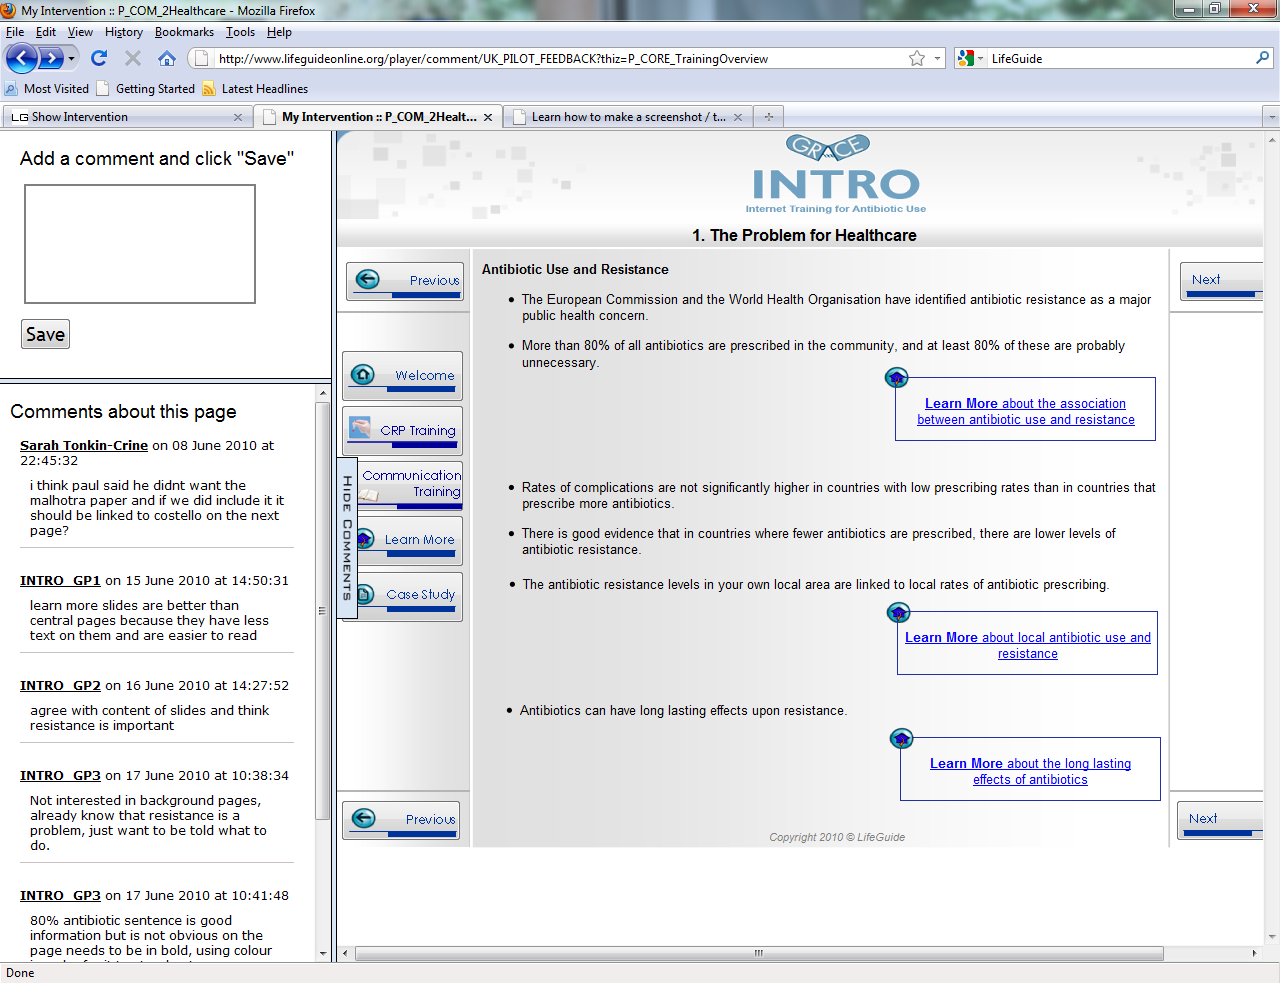 My Intervention :: P_COM_2Healthcare - Mozilla Firefox
File Edit View History Bookmarks Tools Help
http://www.lifeguideonline.org/player/comment/UK_PILOT_FEEDBACK?thiz=P_CORE_TrainingOverview
LifeGuide
Most Visited Getting Started Latest Headlines
LG Show Intervention
My Intervention :: P_COM_2Healt...
Learn how to make a screenshot / t...
Add a comment and click "Save"
Save
Comments about this page
Sarah Tonkin-Crine on 08 June 2010 at
22:45:32
i think paul said he didnt want the
malhotra paper and if we did include it it
should be linked to costello on the next
page?
INTRO_GP1 on 15 June 2010 at 14:50:31
learn more slides are better than
central pages because they have less
text on them and are easier to read
INTRO_GP2 on 16 June 2010 at 14:27:52
agree with content of slides and think
resistance is important
INTRO_GP3 on 17 June 2010 at 10:38:34
Not interested in background pages,
already know that resistance is a
problem, just want to be told what to
do.
INTRO_GP3 on 17 June 2010 at 10:41:48
80% antibiotic sentence is good
information but is not obvious on the
page needs to be in bold, using colour
HIDE COMMENTS
GRACE
INTRO
Internet Training for Antibiotic Use
1. The Problem for Healthcare
Previous
Next
Welcome
CRP Training
Communication
Training
Learn More
Case Study
Antibiotic Use and Resistance
• The European Commission and the World Health Organisation have identified antibiotic resistance as a major
public health concern.
• More than 80% of all antibiotics are prescribed in the community, and at least 80% of these are probably
unnecessary.
Learn More about the association
between antibiotic use and resistance
• Rates of complications are not significantly higher in countries with low prescribing rates than in countries that
prescribe more antibiotics.
• There is good evidence that in countries where fewer antibiotics are prescribed, there are lower levels of
antibiotic resistance.
• The antibiotic resistance levels in your own local area are linked to local rates of antibiotic prescribing.
Learn More about local antibiotic use and
resistance
• Antibiotics can have long lasting effects upon resistance.
Learn More about the long lasting
effects of antibiotics
Previous
Next
Copyright 2010 © LifeGuide
Done